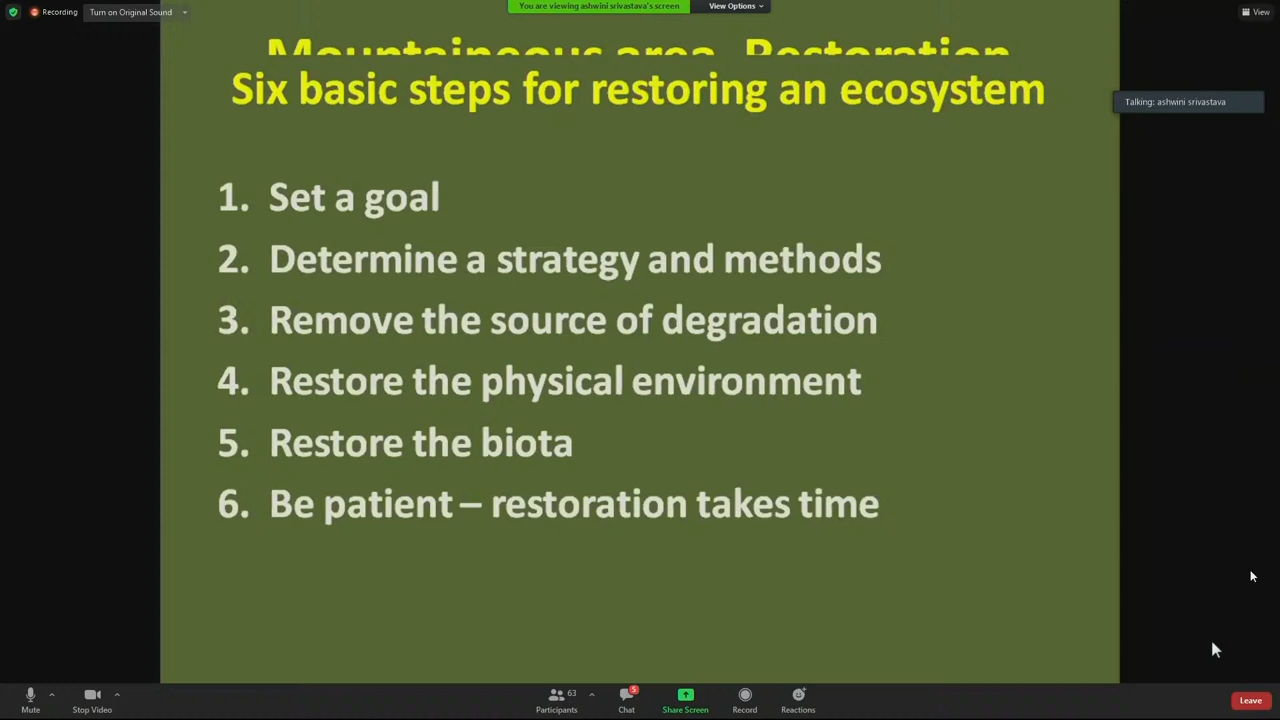 Recording
Turn on Original Sound
You are viewing ashwini srivastava's screen
View Options
View
Mountaineous area Restoration
Six basic steps for restoring an ecosystem
Talking: ashwini srivastava
1. Set a goal
2. Determine a strategy and methods
3. Remove the source of degradation
4. Restore the physical environment
5. Restore the biota
6. Be patient – restoration takes time
Mute
Stop Video
63
Participants
5
Chat
Share Screen
Record
Reactions
Leave